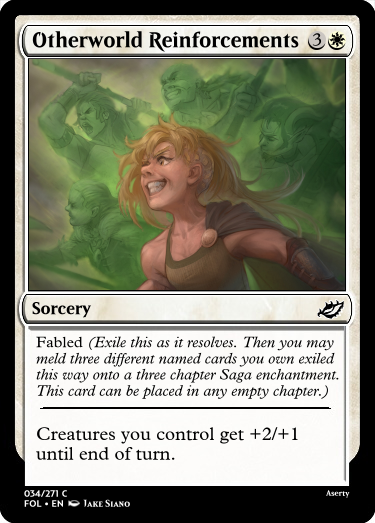 Otherworld Reinforcements 3
Sorcery
Fabled (Exile this as it resolves. Then you may
meld three different named cards you own exiled
this way onto a three chapter Saga enchantment.
This card can be placed in any empty chapter.)
Creatures you control get +2/+1
until end of turn.
034/271 C
FOL • EN Jake Siano
Aserty